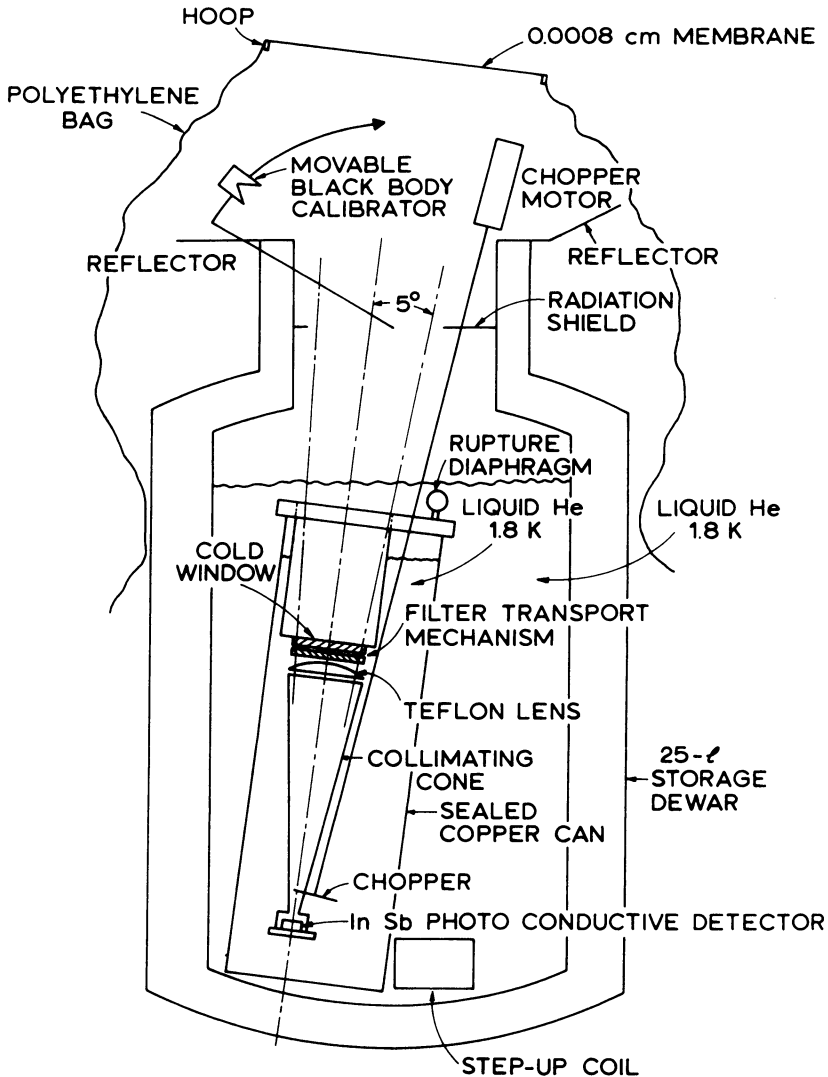 HOOP
0.0008 cm MEMBRANE
POLYETHYLENE
BAG
MOVABLE
BLACK BODY
CALIBRATOR
CHOPPER
MOTOR
REFLECTOR
REFLECTOR
5°
RADIATION
SHIELD
RUPTURE
DIAPHRAGM
LIQUID He
1.8 K
LIQUID He
1.8 K
COLD
WINDOW
FILTER TRANSPORT
MECHANISM
TEFLON LENS
COLLIMATING
CONE
25-ℓ
STORAGE
DEWAR
SEALED
COPPER CAN
CHOPPER
In Sb PHOTO CONDUCTIVE DETECTOR
STEP-UP COIL